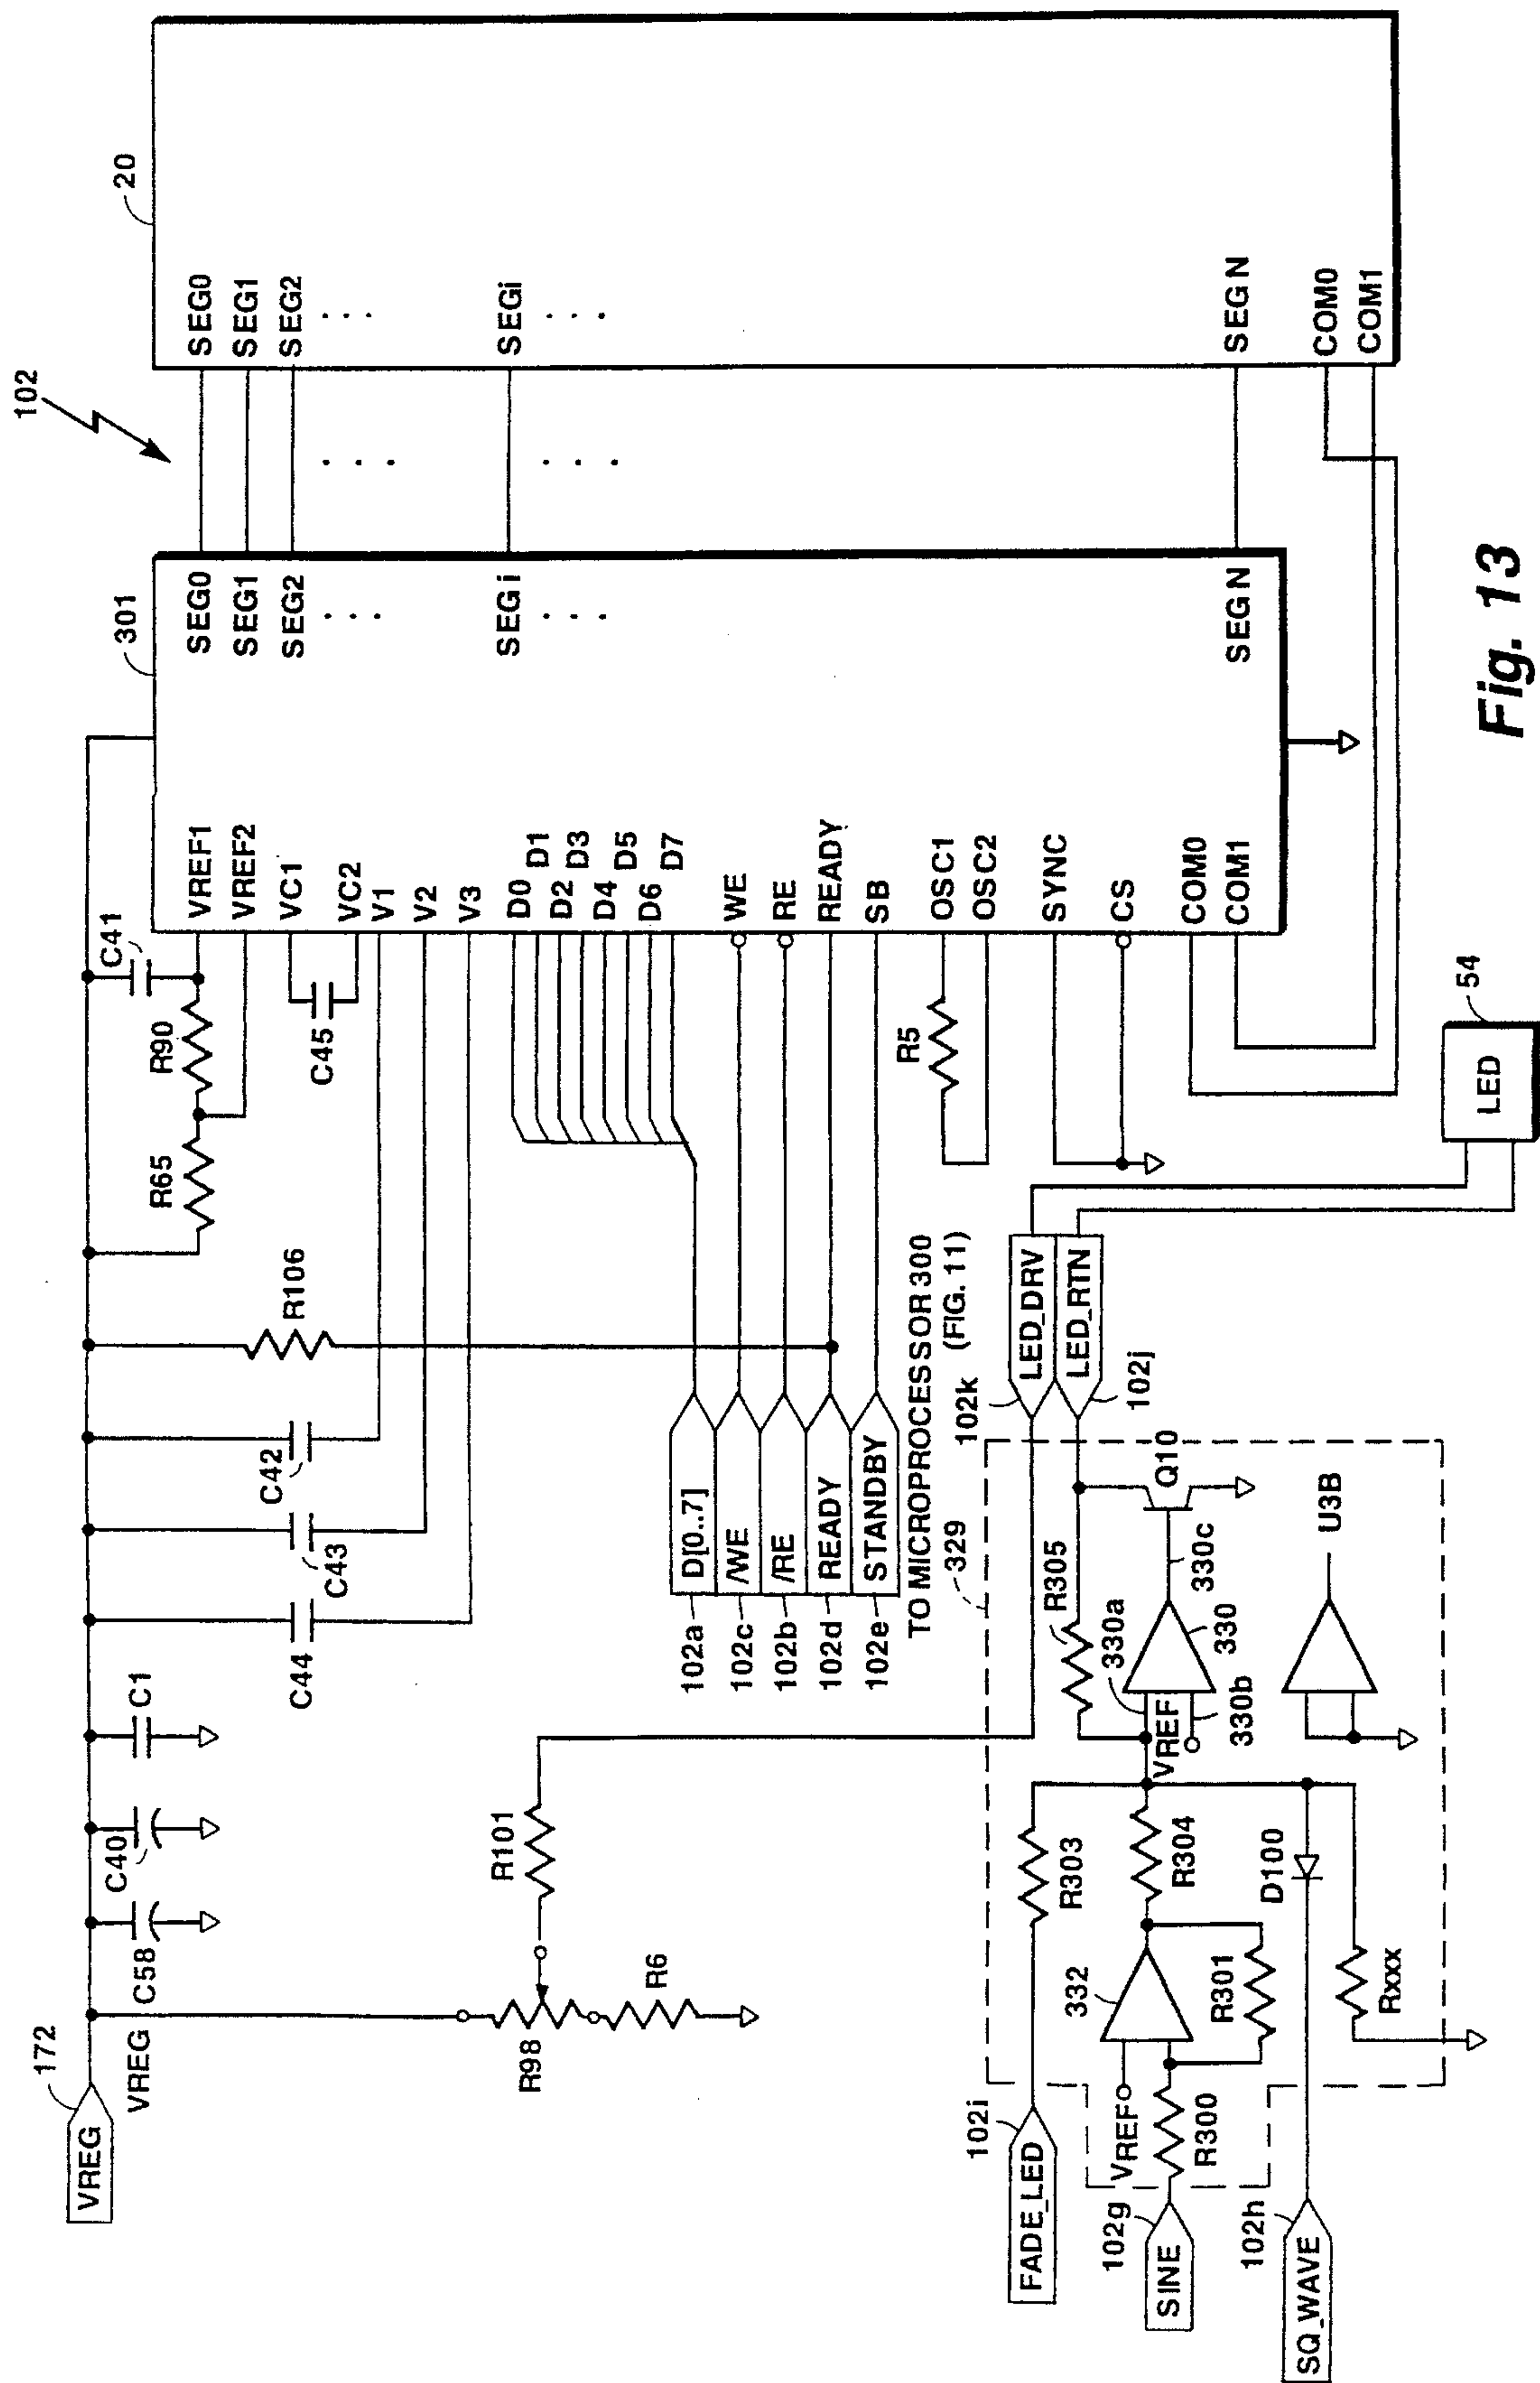 102
20
301
SEG0
SEG1
SEG2
. . .
SEGi
. . .
SEG N
COM0
COM1
. . .
. . .
SEG0
SEG1
SEG2
. . .
SEG i
. . .
SEG N
VREF1
VREF2
VC1
VC2
V1
V2
V3
D0
D1
D2
D3
D4
D5
D6
D7
WE
RE
READY
SB
OSC1
OSC2
SYNC
CS
COM0
COM1
C41
R90
R65
C45
R106
C42
C43
C44
C1
C40
C58
172
VREG
VREG
R5
D[0..7]
/WE
/RE
READY
STANDBY
102a
102c
102b
102d
102e
TO MICROPROCESSOR 300
(FIG. 11)
R101
R98
R6
54
LED
LED_DRV
LED_RTN
102k
102j
329
R305
Q10
330a
330c
330
330b
VREF
U3B
R303
R304
D100
332
R301
Rxxx
VREF
R300
102i
FADE_LED
102g
SINE
102h
SQ_WAVE
Fig. 13